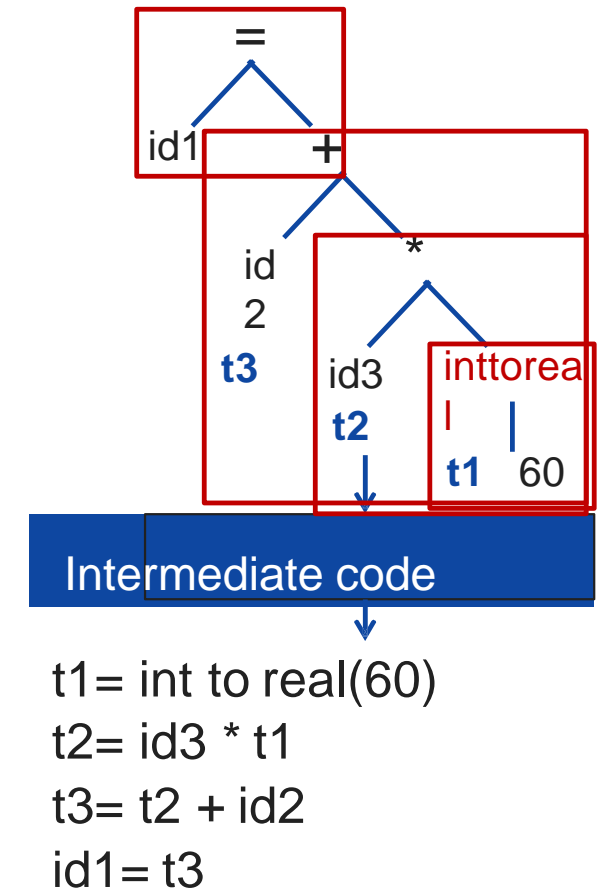 =
id1 +
id *
2
t3 id3 inttorea
t2 l
t1 60
Intermediate code
t1= int to real(60)
t2= id3 * t1
t3= t2 + id2
id1= t3